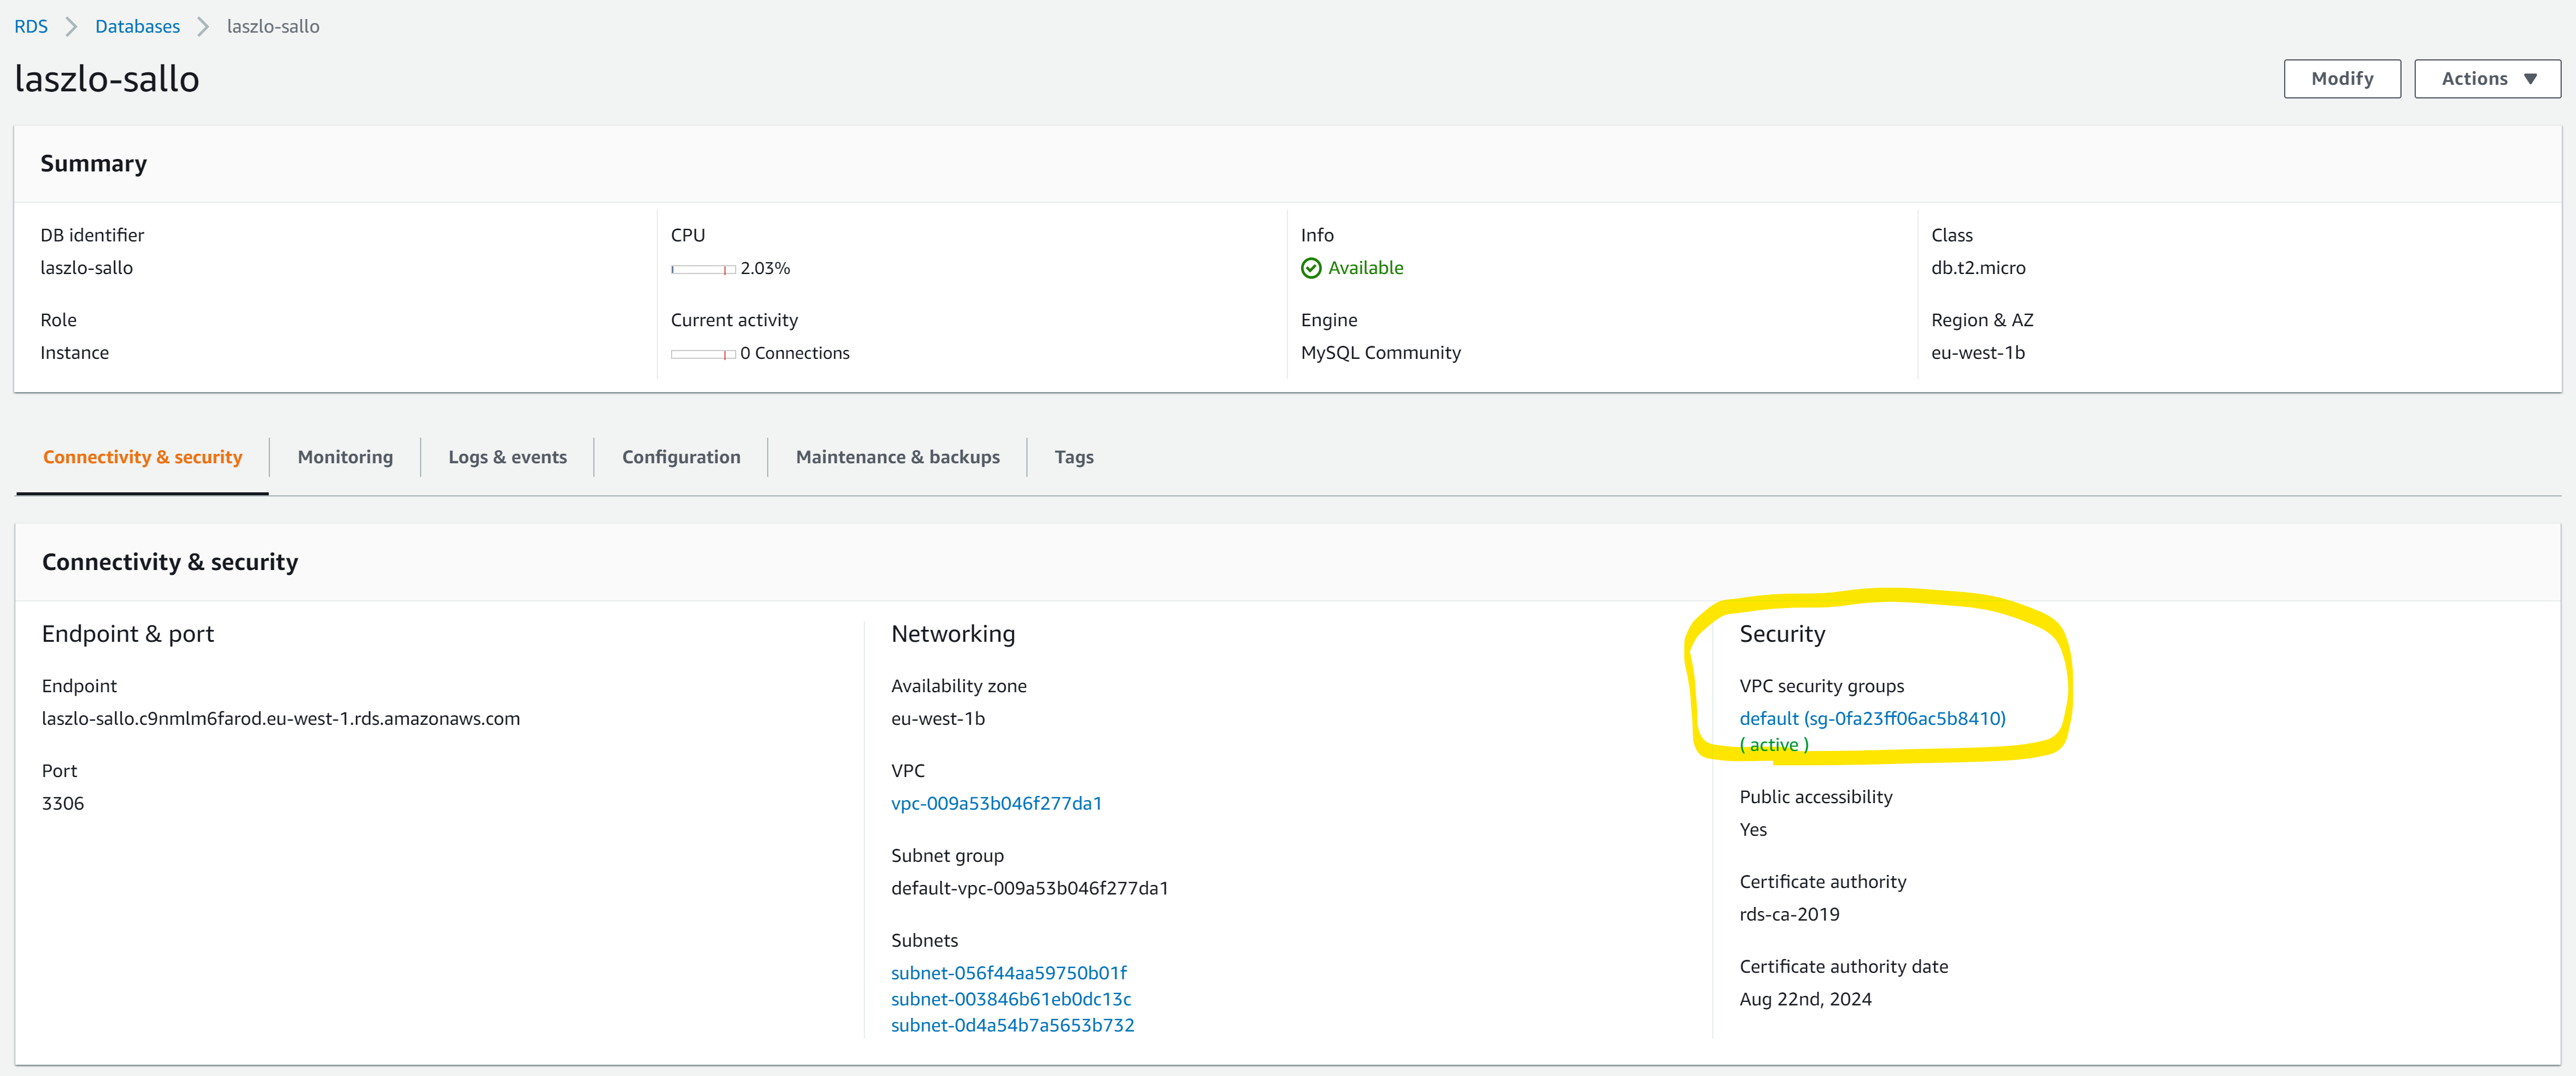 RDS > Databases > laszlo-sallo
laszlo-sallo
Modify
Actions
Summary
DB identifier
laszlo-sallo
CPU
2.03%
Info
Available
Class
db.t2.micro
Role
Instance
Current activity
0 Connections
Engine
MySQL Community
Region & AZ
eu-west-1b
Connectivity & security
Monitoring
Logs & events
Configuration
Maintenance & backups
Tags
Connectivity & security
Endpoint & port
Endpoint
laszlo-sallo.c9nmlm6farod.eu-west-1.rds.amazonaws.com
Port
3306
Networking
Availability zone
eu-west-1b
VPC
vpc-009a53b046f277da1
Subnet group
default-vpc-009a53b046f277da1
Subnets
subnet-056f44aa59750b01f
subnet-003846b61eb0dc13c
subnet-0d4a54b7a5653b732
Security
VPC security groups
default (sg-0fa23ff06ac5b8410)
( active )
Public accessibility
Yes
Certificate authority
rds-ca-2019
Certificate authority date
Aug 22nd, 2024